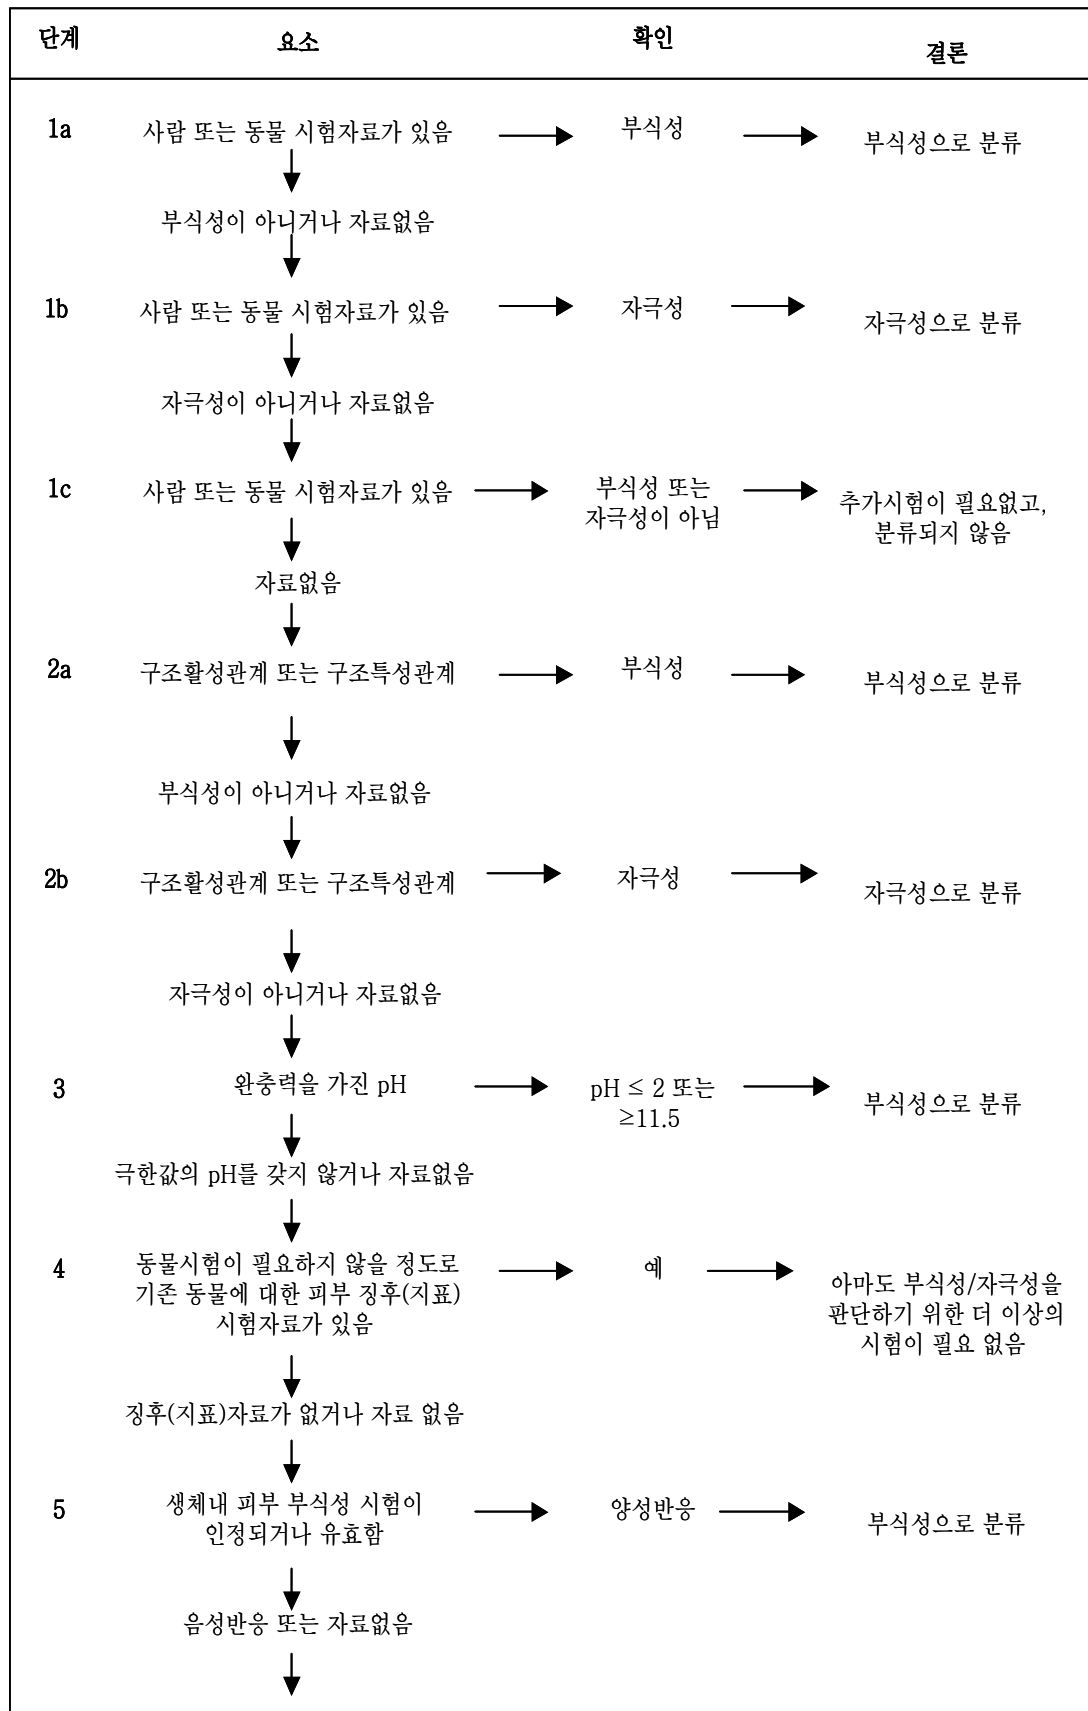 단계 요소 확인 결론
1a 사람 또는 동물 시험자료가 있음 부식성 부식성으로 분류
부식성이 아니거나 자료없음
1b 사람 또는 동물 시험자료가 있음 자극성 자극성으로 분류
자극성이 아니거나 자료없음
1c 사람 또는 동물 시험자료가 있음 부식성 또는
자극성이 아님
추가시험이 필요없고,
분류되지 않음
자료없음
2a 구조활성관계 또는 구조특성관계 부식성 부식성으로 분류
부식성이 아니거나 자료없음
2b 구조활성관계 또는 구조특성관계 자극성 자극성으로 분류
자극성이 아니거나 자료없음
3 완충력을 가진 pH pH ≤ 2 또는
≥11.5
부식성으로 분류
극한값의 pH를 갖지 않거나 자료없음
4 동물시험이 필요하지 않을 정도로
기존 동물에 대한 피부 징후(지표)
시험자료가 있음
예
아마도 부식성/자극성을
판단하기 위한 더 이상의
시험이 필요 없음
징후(지표)자료가 없거나 자료 없음
5 생체내 피부 부식성 시험이
인정되거나 유효함
양성반응 부식성으로 분류
음성반응 또는 자료없음